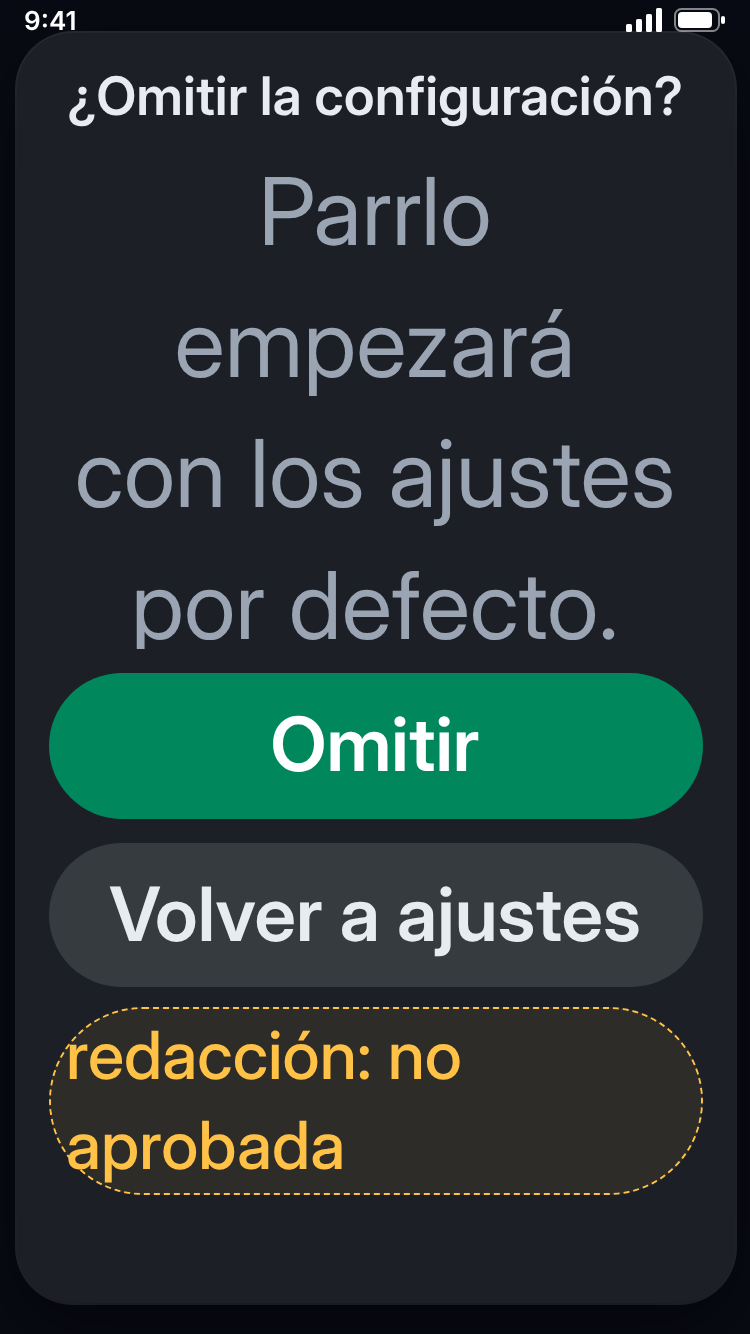 9:41
¿Omitir la configuración?
Parrlo
empezará
con los ajustes
por defecto.
Omitir
Volver a ajustes
redacción: no
aprobada